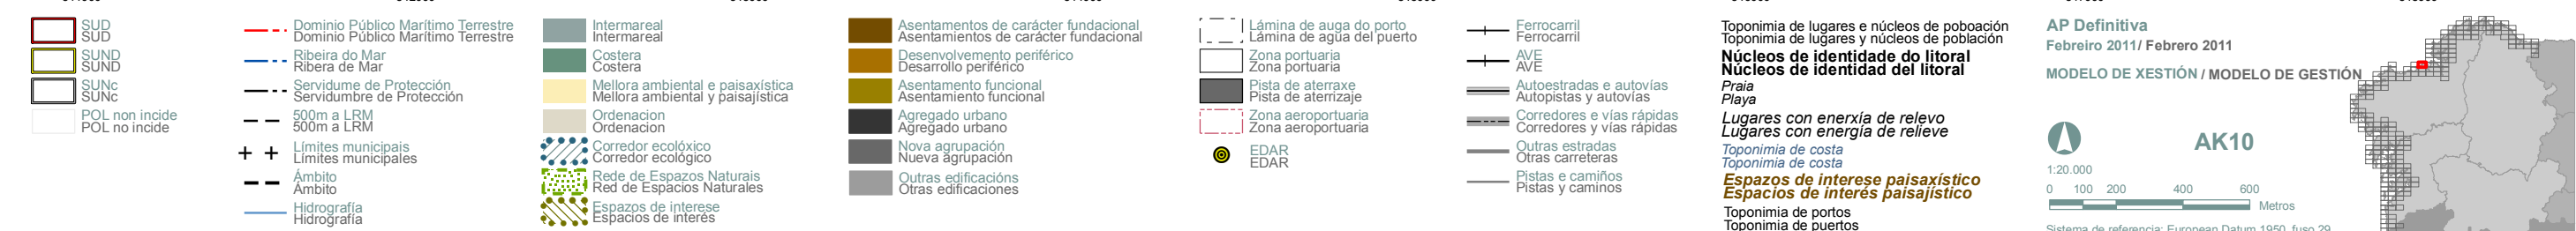 SUD
SUD
SUND
SUND
SUNc
SUNc
POL non incide
POL no incide
Dominio Público Marítimo Terrestre
Dominio Público Marítimo Terrestre
Ribeira do Mar
Ribera de Mar
Servidume de Protección
Servidumbre de Protección
500m a LRM
500m a LRM
Límites municipais
Límites municipales
Ámbito
Ámbito
Hidrografía
Hidrografía
Intermareal
Intermareal
Costera
Costera
Mellora ambiental e paisaxística
Mellora ambiental y paisajística
Ordenacion
Ordenacion
Corredor ecolóxico
Corredor ecológico
Rede de Espazos Naturais
Red de Espacios Naturales
Espazos de interese
Espacios de interés
Asentamentos de carácter fundacional
Asentamientos de carácter fundacional
Desenvolvemento periférico
Desarrollo periférico
Asentamento funcional
Asentamiento funcional
Agregado urbano
Agregado urbano
Nova agrupación
Nueva agrupación
Outras edificacións
Otras edificaciones
Lámina de auga do porto
Lámina de agua del puerto
Zona portuaria
Zona portuaria
Pista de aterraxe
Pista de aterrizaje
Zona aeroportuaria
Zona aeroportuaria
EDAR
EDAR
Ferrocarril
Ferrocarril
AVE
AVE
Autoestradas e autovías
Autopistas y autovías
Corredores e vías rápidas
Corredores y vías rápidas
Outras estradas
Otras carreteras
Pistas e camiños
Pistas y caminos
Toponimia de lugares e núcleos de poboación
Toponimia de lugares y núcleos de población
Núcleos de identidade do litoral
Núcleos de identidad del litoral
Praia
Playa
Lugares con enerxía de relevo
Lugares con energía de relieve
Toponimia de costa
Toponimia de costa
Espazos de interese paisaxístico
Espacios de interés paisajístico
Toponimia de portos
Toponimia de puertos
AP Definitiva
Febreiro 2011/ Febrero 2011
MODELO DE XESTIÓN / MODELO DE GESTIÓN
AK10
1:20.000
0 100 200 400 600
Metros
Sistema de referencia: European Datum 1950, fuso 29